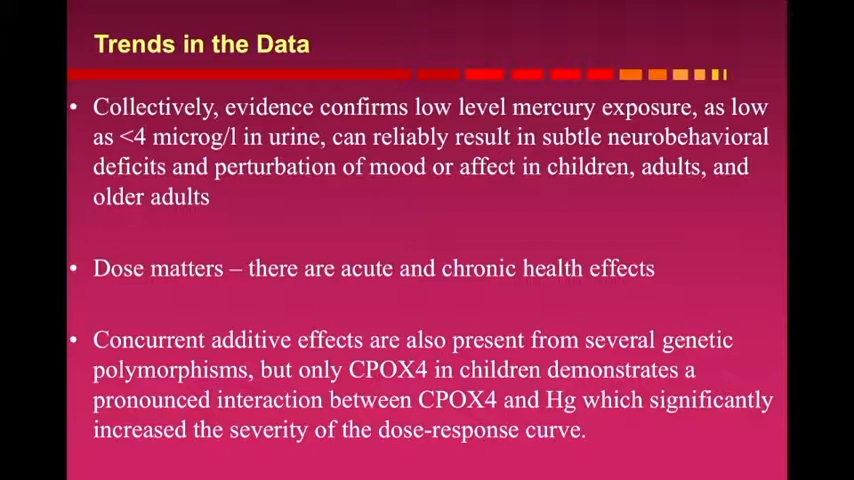 Trends in the Data
• Collectively, evidence confirms low level mercury exposure, as low
as <4 microg/l in urine, can reliably result in subtle neurobehavioral
deficits and perturbation of mood or affect in children, adults, and
older adults
• Dose matters – there are acute and chronic health effects
• Concurrent additive effects are also present from several genetic
polymorphisms, but only CPOX4 in children demonstrates a
pronounced interaction between CPOX4 and Hg which significantly
increased the severity of the dose-response curve.